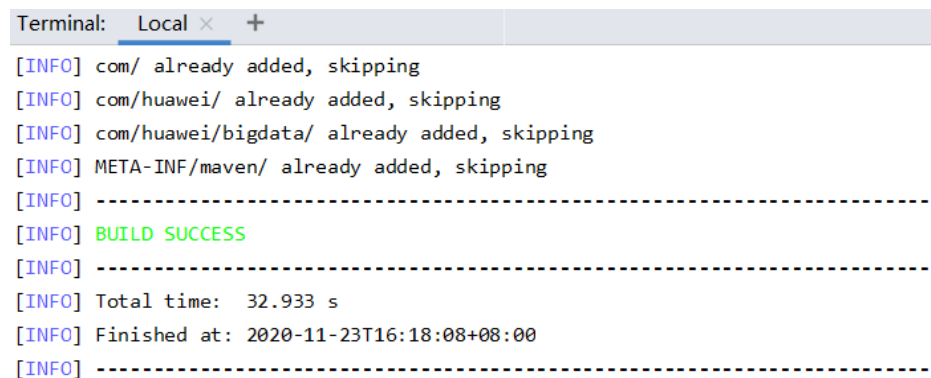 Terminal: Local × +
[INFO] com/ already added, skipping
[INFO] com/huawei/ already added, skipping
[INFO] com/huawei/bigdata/ already added, skipping
[INFO] META-INF/maven/ already added, skipping
[INFO] ------------------------------------------------------------------------
[INFO] BUILD SUCCESS
[INFO] ------------------------------------------------------------------------
[INFO] Total time:  32.933 s
[INFO] Finished at: 2020-11-23T16:18:08+08:00
[INFO] ------------------------------------------------------------------------